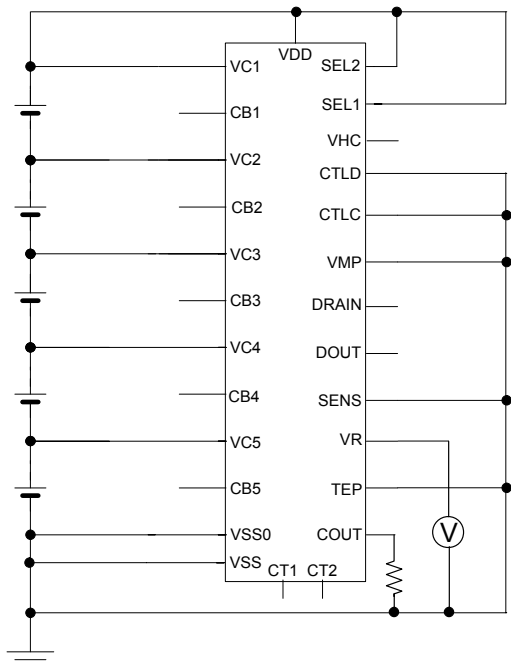 VDD
VC1 SEL2
SEL1
CB1
VHC
VC2
CTLD
CB2 CTLC
VC3 VMP
CB3 DRAIN
VC4 DOUT
CB4 SENS
VC5 VR
CB5 TEP
VSS0 COUT
V
VSS
CT1 CT2